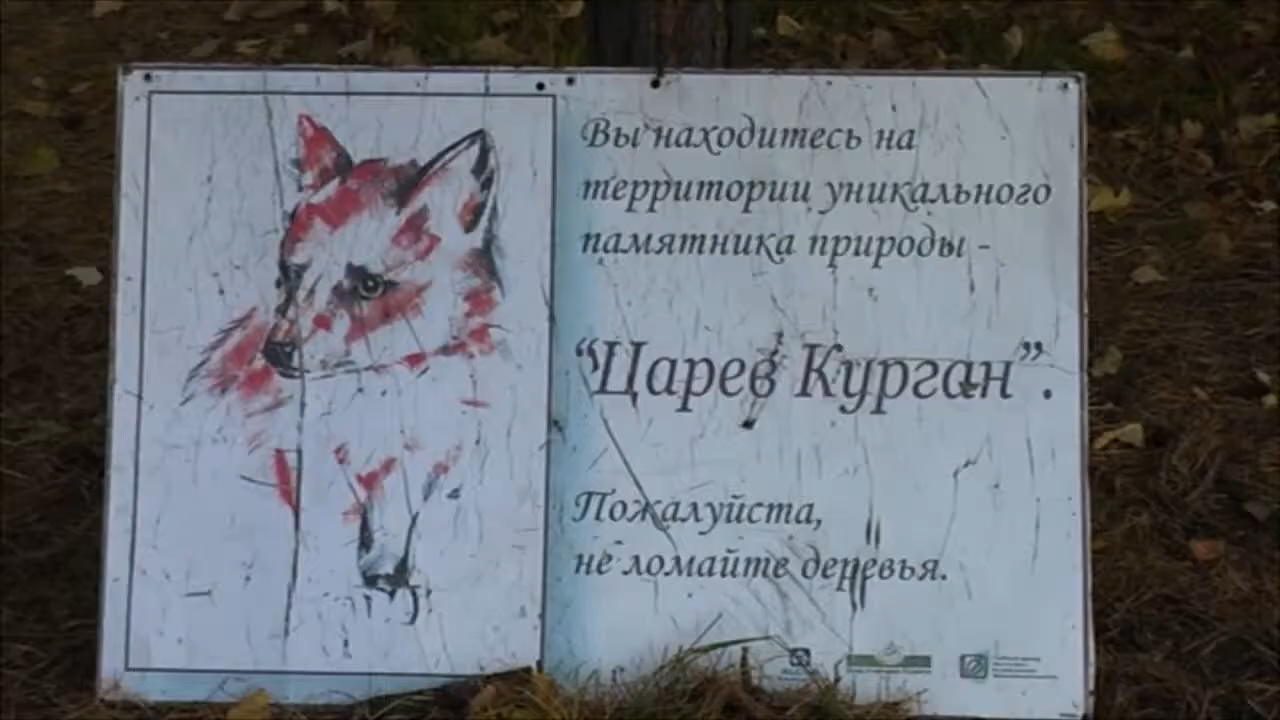 Вы находитесь на
территории уникального
памятника природы -
“Царев Курган”.
Пожалуйста,
не ломайте деревья.